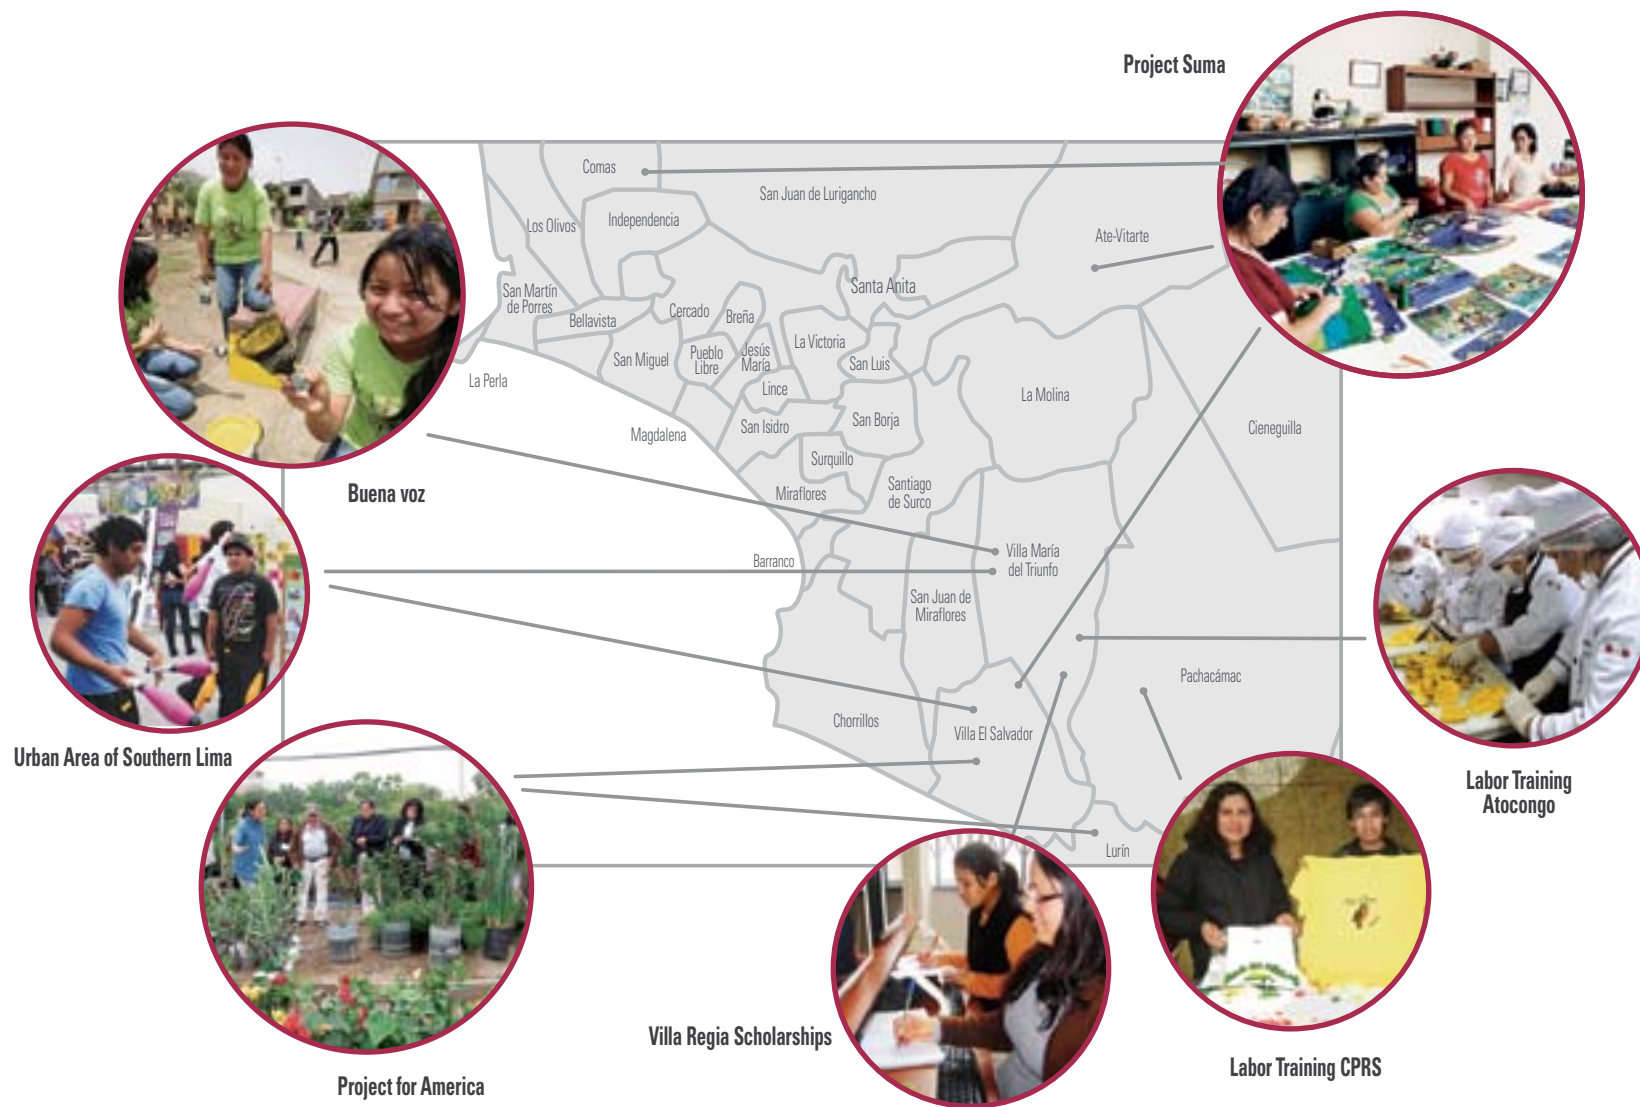 Project Suma
Comas
San Juan de Lurigancho
Los Olivos
Independencia
Ate-Vitarte
San Martín
de Porres
Santa Anita
Cercado
Breña
Bellavista
La Victoria
San Miguel
Pueblo
Libre
Jesús
María
San Luis
La Perla
Lince
La Molina
Magdalena
San Isidro
San Borja
Cieneguilla
Surquillo
Buena voz
Miraflores
Santiago
de Surco
Barranco
Villa María
del Triunfo
San Juan de
Miraflores
Pachacámac
Chorrillos
Villa El Salvador
Urban Area of Southern Lima
Labor Training
Atocongo
Lurín
Villa Regia Scholarships
Labor Training CPRS
Project for America